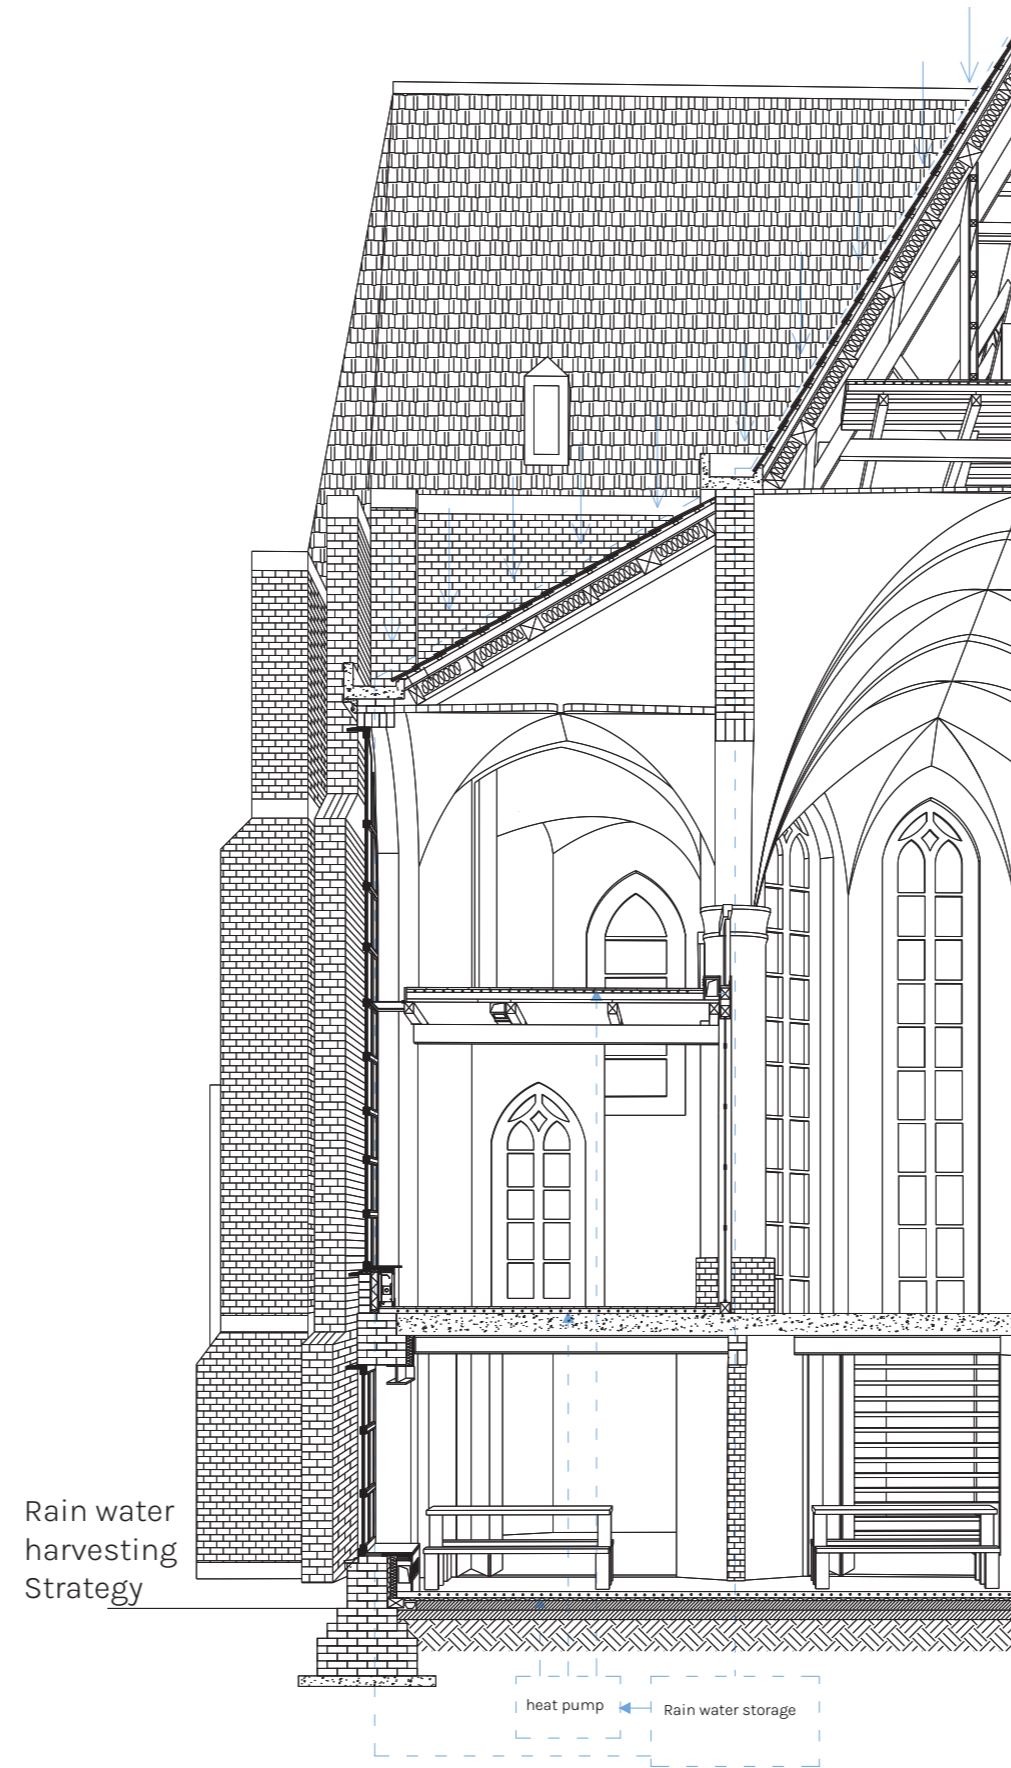 Rain water
harvesting
Strategy
heat pump
Rain water storage